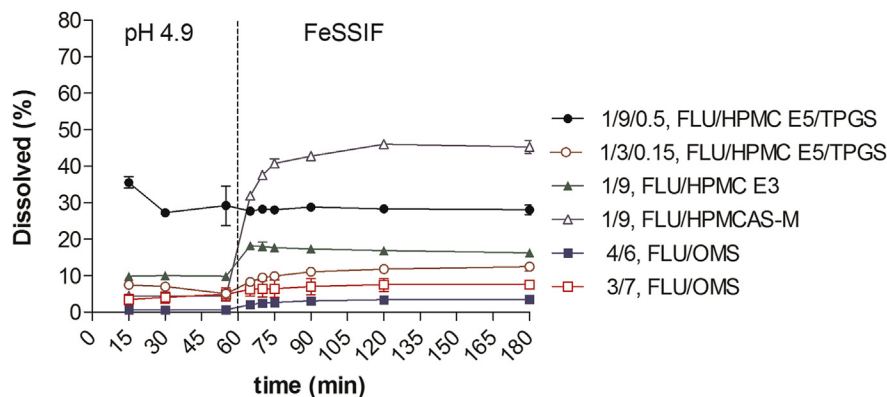 pH 4.9 FeSSIF
Dissolved (%)
80
70
60
50
40
30
20
10
0
0 15 30 45 60 75 90 105 120 135 150 165 180
time (min)
1/9/0.5, FLU/HPMC E5/TPGS
1/3/0.15, FLU/HPMC E5/TPGS
1/9, FLU/HPMC E3
1/9, FLU/HPMCAS-M
4/6, FLU/OMS
3/7, FLU/OMS